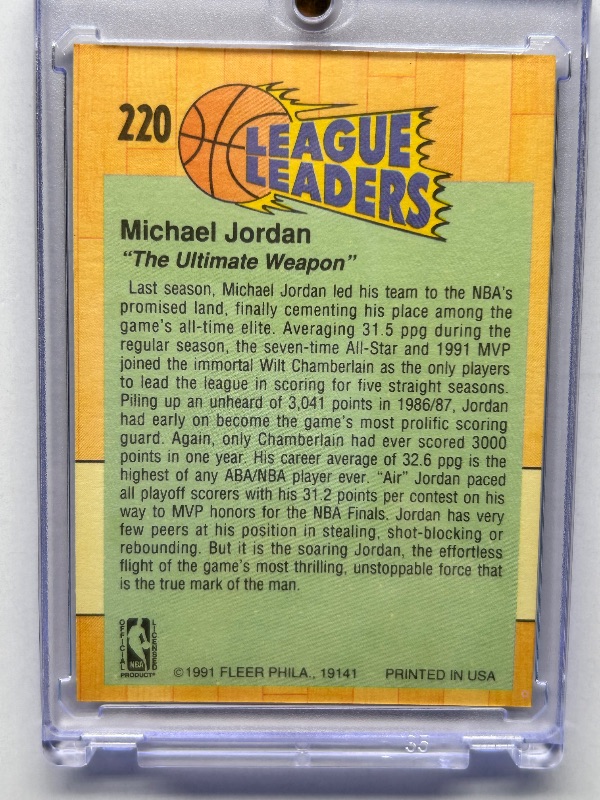 220
LEAGUE
LEADERS
Michael Jordan
"The Ultimate Weapon"
Last season, Michael Jordan led his team to the NBA's
promised land, finally cementing his place among the
game's all-time elite. Averaging 31.5 ppg during the
regular season, the seven-time All-Star and 1991 MVP
joined the immortal Wilt Chamberlain as the only players
to lead the league in scoring for five straight seasons.
Piling up an unheard of 3,041 points in 1986/87, Jordan
had early on become the game's most prolific scoring
guard. Again, only Chamberlain had ever scored 3000
points in one year. His career average of 32.6 ppg is the
highest of any ABA/NBA player ever. "Air" Jordan paced
all playoff scorers with his 31.2 points per contest on his
way to MVP honors for the NBA Finals. Jordan has very
few peers at his position in stealing, shot-blocking or
rebounding. But it is the soaring Jordan, the effortless
flight of the game's most thrilling, unstoppable force that
is the true mark of the man.
OFFICIAL
LICENSED
NBA
PRODUCT®
©1991 FLEER PHILA., 19141 PRINTED IN USA
35